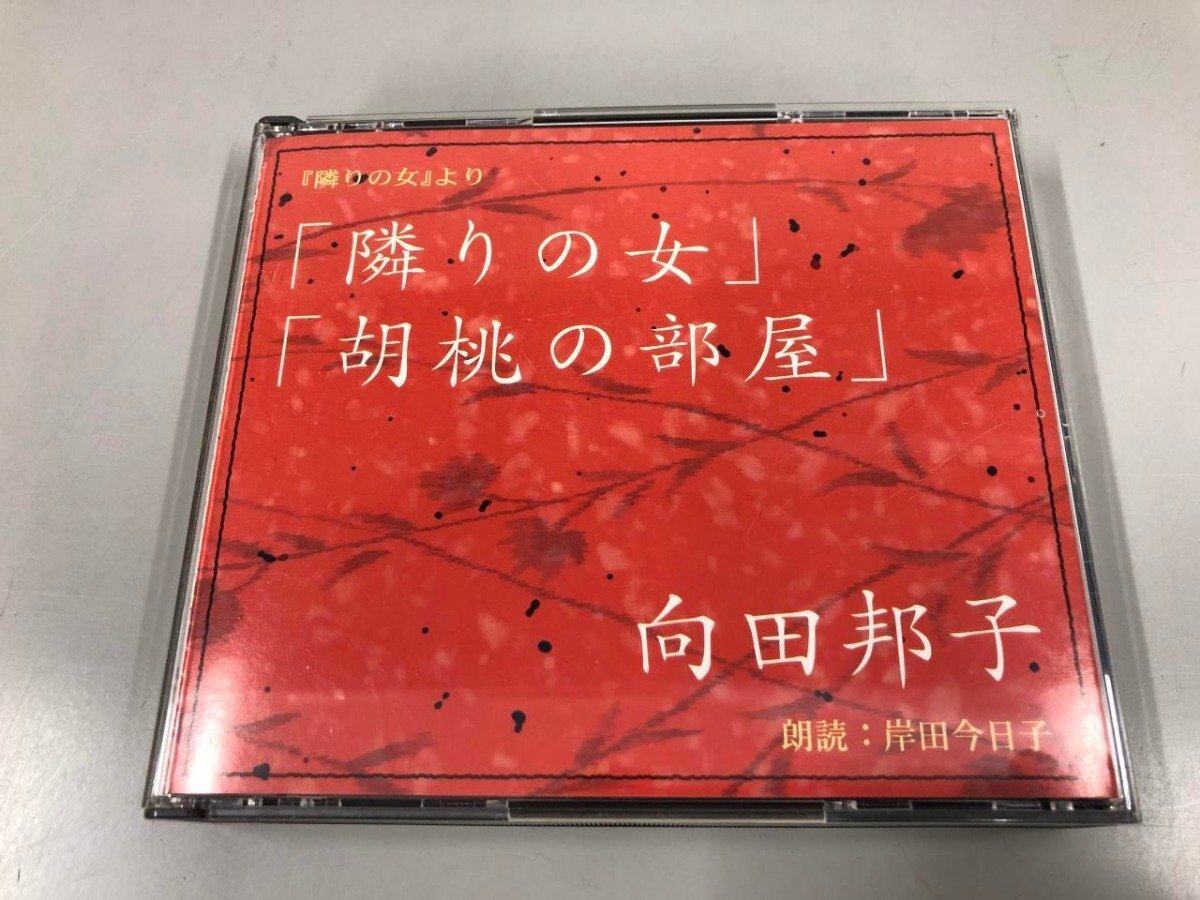 『隣りの女』より
「隣りの女」
「胡桃の部屋」
向田邦子
朗読：岸田今日子